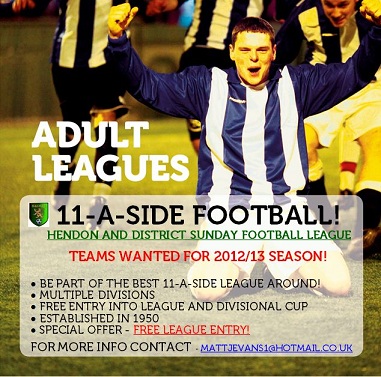 ADULT
LEAGUES
11-A-SIDE FOOTBALL!
HENDON AND DISTRICT SUNDAY FOOTBALL LEAGUE
TEAMS WANTED FOR 2012/13 SEASON!
• BE PART OF THE BEST 11-A-SIDE LEAGUE AROUND!
• MULTIPLE DIVISIONS
• FREE ENTRY INTO LEAGUE AND DIVISIONAL CUP
• ESTABLISHED IN 1950
• SPECIAL OFFER - FREE LEAGUE ENTRY!
FOR MORE INFO CONTACT - MATTJEVANS1@HOTMAIL.CO.UK